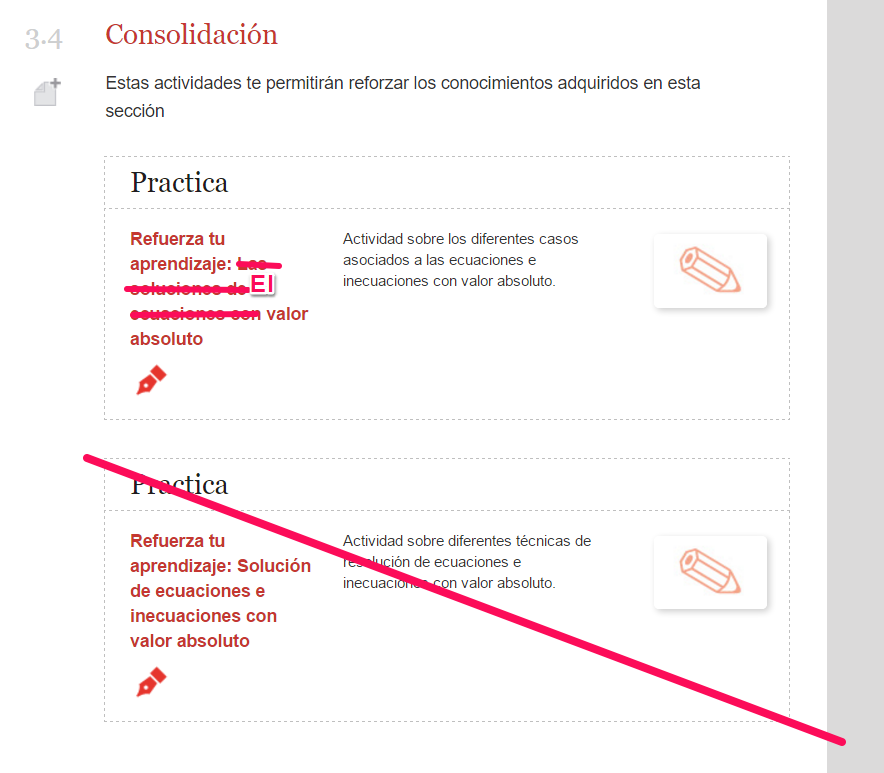 3.4 Consolidación
Estas actividades te permitirán reforzar los conocimientos adquiridos en esta
sección
Practica
Refuerza tu
aprendizaje: Las
soluciones de El
ecuaciones con valor
absoluto
Actividad sobre los diferentes casos
asociados a las ecuaciones e
inecuaciones con valor absoluto.
Practica
Refuerza tu
aprendizaje: Solución
de ecuaciones e
inecuaciones con
valor absoluto
Actividad sobre diferentes técnicas de
resolución de ecuaciones e
inecuaciones con valor absoluto.